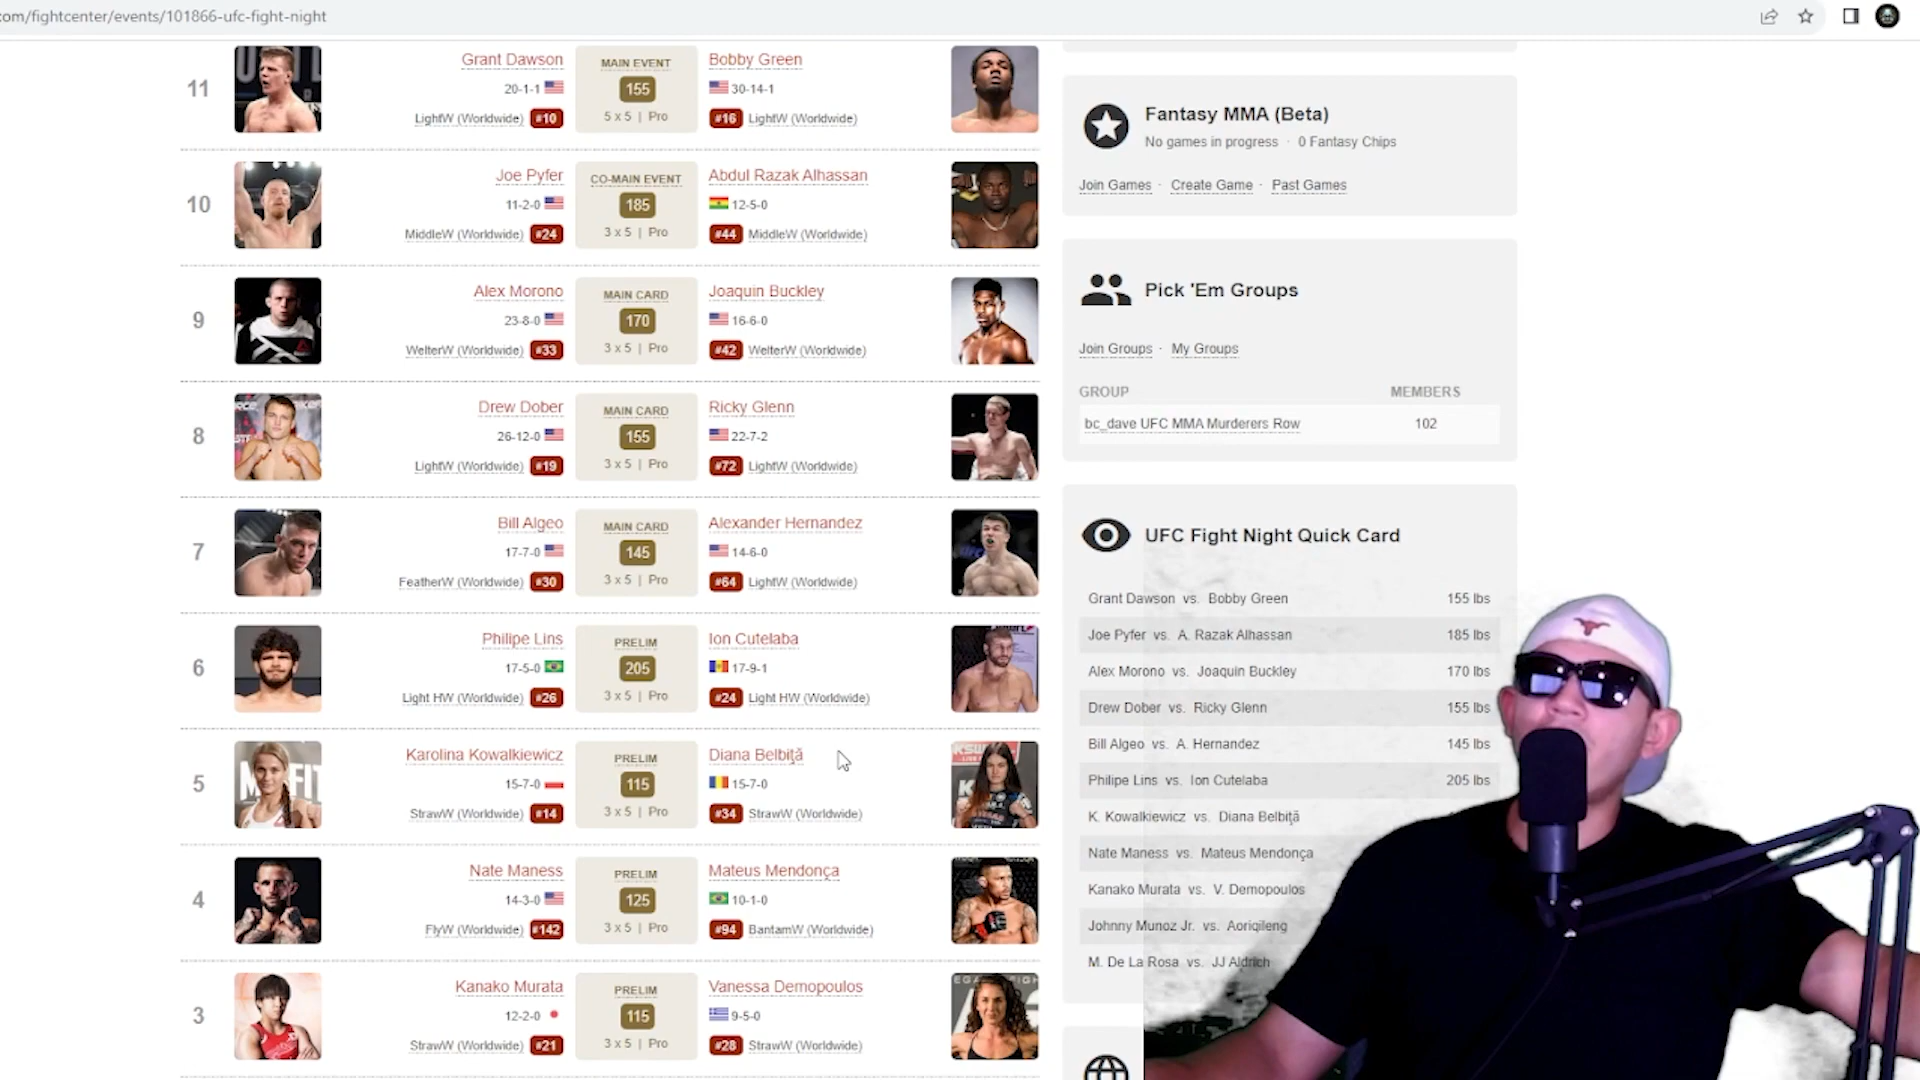 com/fightcenter/events/101866-ufc-fight-night
11
Grant Dawson
20-1-1
LightW (Worldwide) #10
MAIN EVENT
155
5 x 5 | Pro
Bobby Green
30-14-1
#16 LightW (Worldwide)
10
Joe Pyfer
11-2-0
MiddleW (Worldwide) #24
CO-MAIN EVENT
185
3 x 5 | Pro
Abdul Razak Alhassan
12-5-0
#44 MiddleW (Worldwide)
9
Alex Morono
23-8-0
WelterW (Worldwide) #33
MAIN CARD
170
3 x 5 | Pro
Joaquin Buckley
16-6-0
#42 WelterW (Worldwide)
8
Drew Dober
26-12-0
LightW (Worldwide) #19
MAIN CARD
155
3 x 5 | Pro
Ricky Glenn
22-7-2
#72 LightW (Worldwide)
7
Bill Algeo
17-7-0
FeatherW (Worldwide) #30
MAIN CARD
145
3 x 5 | Pro
Alexander Hernandez
14-6-0
#64 LightW (Worldwide)
6
Philipe Lins
17-5-0
Light HW (Worldwide) #26
PRELIM
205
3 x 5 | Pro
Ion Cutelaba
17-9-1
#24 Light HW (Worldwide)
5
Karolina Kowalkiewicz
15-7-0
StrawW (Worldwide) #14
PRELIM
115
3 x 5 | Pro
Diana Belbiţă
15-7-0
#34 StrawW (Worldwide)
4
Nate Maness
14-3-0
FlyW (Worldwide) #142
PRELIM
125
3 x 5 | Pro
Mateus Mendonça
10-1-0
#94 BantamW (Worldwide)
3
Kanako Murata
12-2-0
StrawW (Worldwide) #21
PRELIM
115
3 x 5 | Pro
Vanessa Demopoulos
9-5-0
#28 StrawW (Worldwide)
Fantasy MMA (Beta)
No games in progress · 0 Fantasy Chips
Join Games · Create Game · Past Games
Pick 'Em Groups
Join Groups · My Groups
GROUP MEMBERS
bc_dave UFC MMA Murderers Row 102
UFC Fight Night Quick Card
Grant Dawson vs. Bobby Green 155 lbs
Joe Pyfer vs. A. Razak Alhassan 185 lbs
Alex Morono vs. Joaquin Buckley 170 lbs
Drew Dober vs. Ricky Glenn 155 lbs
Bill Algeo vs. A. Hernandez 145 lbs
Philipe Lins vs. Ion Cutelaba 205 lbs
K. Kowalkiewicz vs. Diana Belbiţă
Nate Maness vs. Mateus Mendonça
Kanako Murata vs. V. Demopoulos
Johnny Munoz Jr. vs. Aoriqileng
M. De La Rosa vs. JJ Aldrich